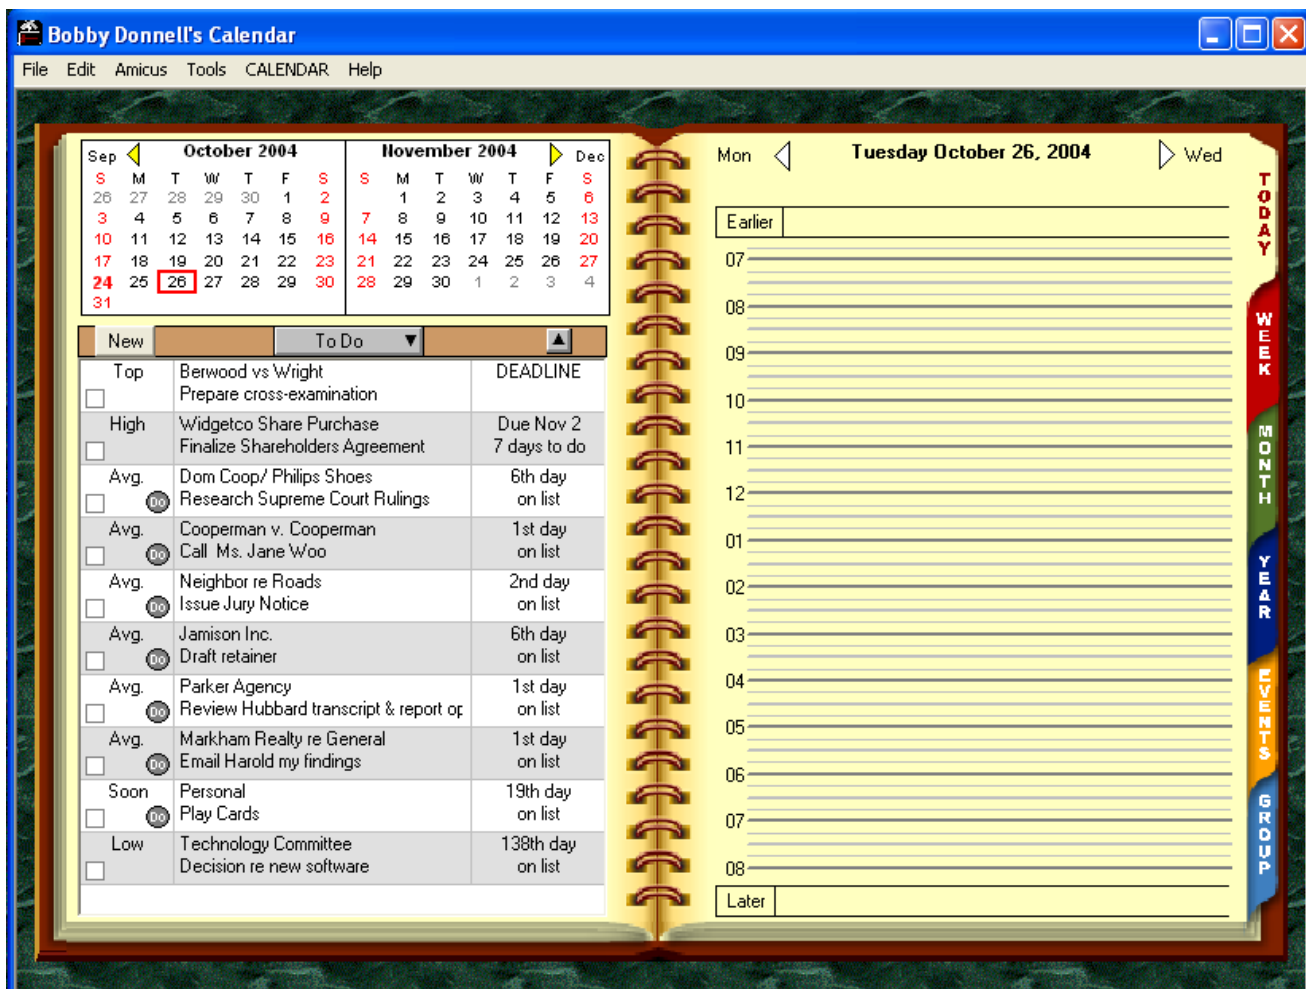 Bobby Donnell's Calendar
File Edit Amicus Tools CALENDAR Help
Sep October 2004 November 2004 Dec
S M T W T F S S M T W T F S
26 27 28 29 30 1 2 1 2 3 4 5 6
3 4 5 6 7 8 9 7 8 9 10 11 12 13
10 11 12 13 14 15 16 14 15 16 17 18 19 20
17 18 19 20 21 22 23 21 22 23 24 25 26 27
24 25 26 27 28 29 30 28 29 30 1 2 3 4
31
New To Do
Top Berwood vs Wright DEADLINE
Prepare cross-examination
High Widgetco Share Purchase Due Nov 2
Finalize Shareholders Agreement 7 days to do
Avg. Dom Coop/ Philips Shoes 6th day
Do Research Supreme Court Rulings on list
Avg. Cooperman v. Cooperman 1st day
Do Call Ms. Jane Woo on list
Avg. Neighbor re Roads 2nd day
Do Issue Jury Notice on list
Avg. Jamison Inc. 6th day
Do Draft retainer on list
Avg. Parker Agency 1st day
Do Review Hubbard transcript & report op on list
Avg. Markham Realty re General 1st day
Do Email Harold my findings on list
Soon Personal 19th day
Do Play Cards on list
Low Technology Committee 138th day
Decision re new software on list
Mon Tuesday October 26, 2004 Wed
Earlier
07
08
09
10
11
12
01
02
03
04
05
06
07
08
Later
TODAY
WEEK
MONTH
YEAR
EVENTS
GROUP